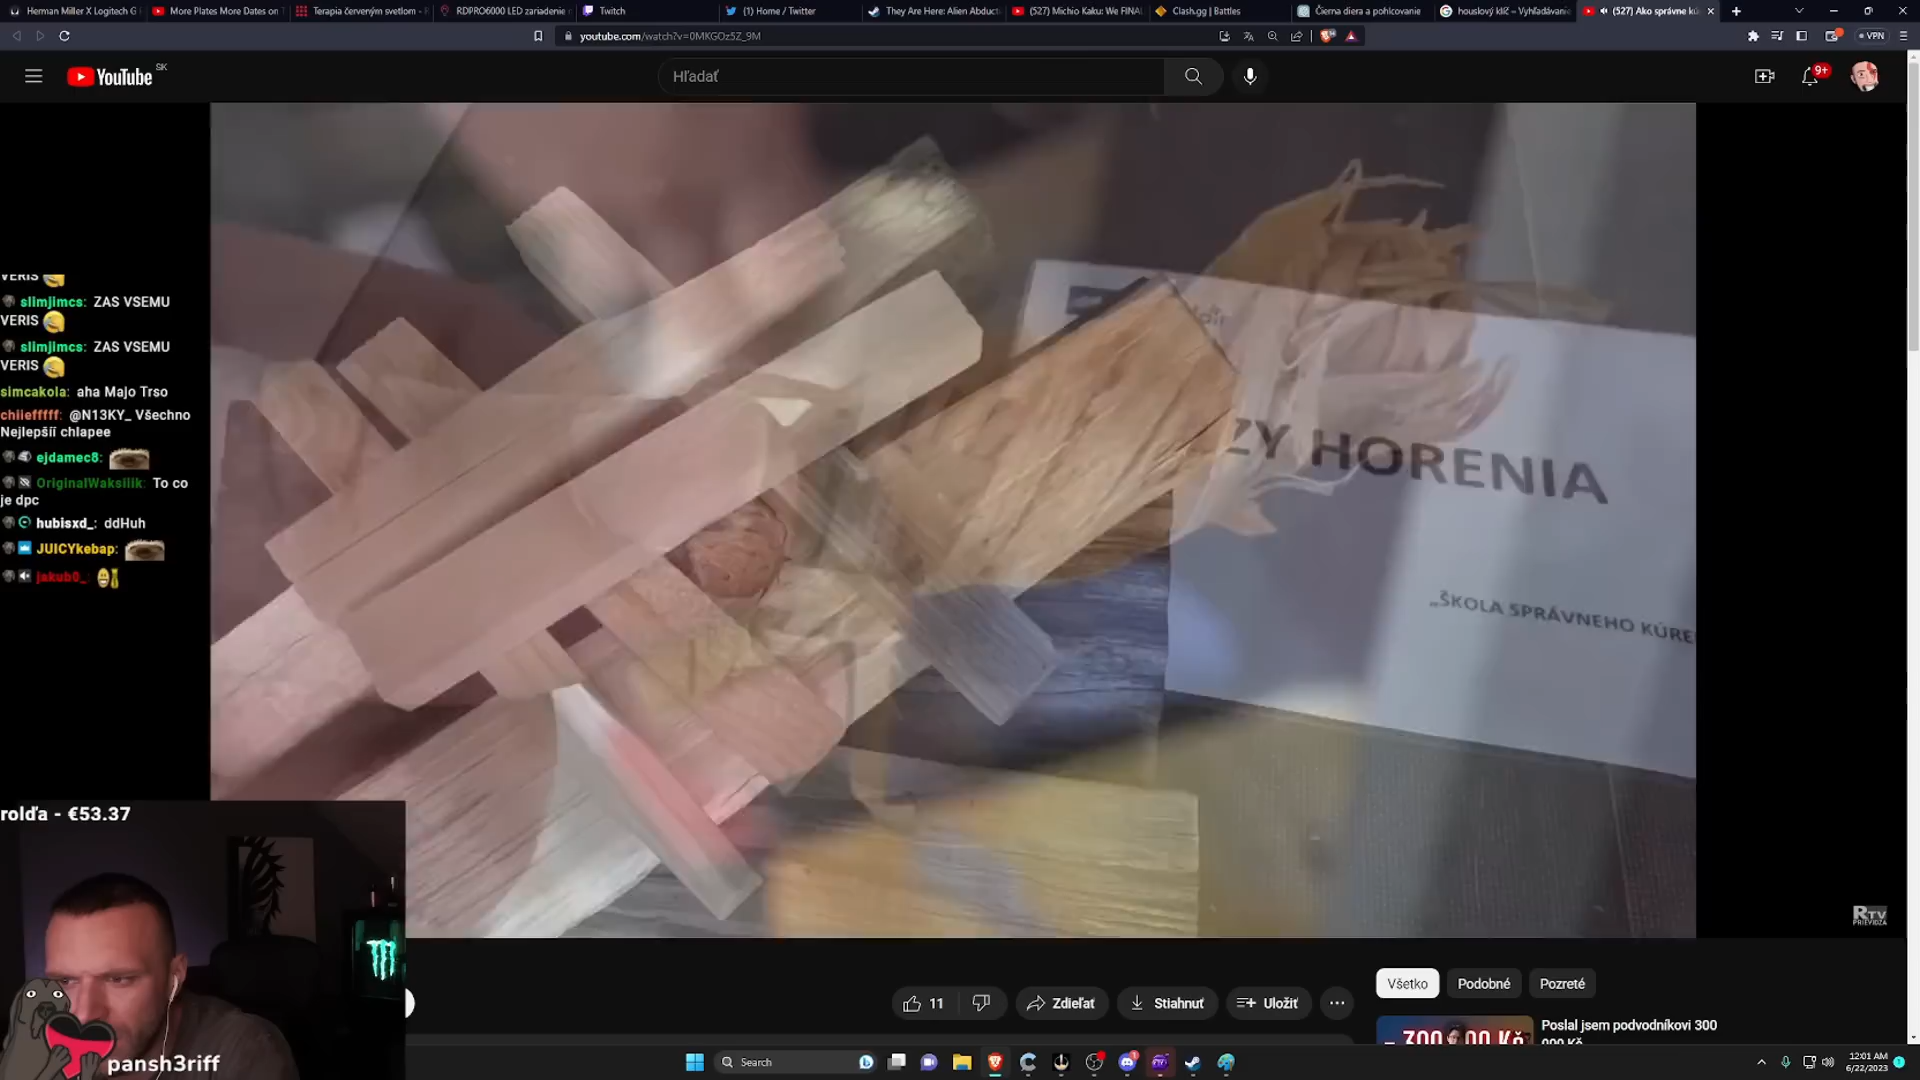 Herman Miller X Logitech G
More Plates More Dates on
Terapia červeným svetlom -
RDPRO6000 LED zariadenie
Twitch
(1) Home / Twitter
They Are Here: Alien Abduct
(527) Michio Kaku: We FINAL
Clash.gg | Battles
Čierna diera a pohlcovanie
houslový klíč – Vyhľadávanie
(527) Ako správne kú
youtube.com/watch?v=0MKGOz5Z_9M
VPN
YouTube SK
Hľadať
9+
VERIS
slimjimcs: ZAS VSEMU
VERIS
slimjimcs: ZAS VSEMU
VERIS
simcakola: aha Majo Trso
chiiefffff: @N13KY_ Všechno
Nejlepšíí chlapee
ejdamec8:
OriginalWaksilik: To co
je dpc
hubisxd_: ddHuh
JUICYkebap:
jakub0_:
ZY HORENIA
„ŠKOLA SPRÁVNEHO KÚRE
RTV
PRIEVIDZA
rolďa - €53.37
pansh3riff
11
Zdieľať
Stiahnuť
Uložiť
Všetko
Podobné
Pozreté
Poslal jsem podvodníkovi 300
000 Kč
Search
12:01 AM
6/22/2023